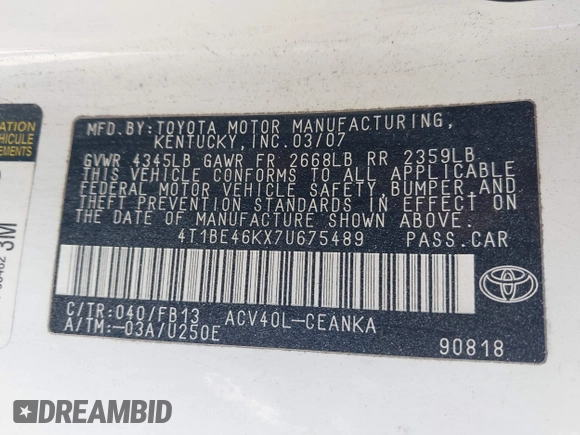 MFD.BY:TOYOTA MOTOR MANUFACTURING,
KENTUCKY, INC.03/07
GVWR 4345LB GAWR FR 2668LB RR 2359LB
THIS VEHICLE CONFORMS TO ALL APPLICABLE
FEDERAL MOTOR VEHICLE SAFETY, BUMPER, AND
THEFT PREVENTION STANDARDS IN EFFECT ON
THE DATE OF MANUFACTURE SHOWN ABOVE.
4T1BE46KX7U675489 PASS.CAR
C/TR:040/FB13 ACV40L-CEANKA
A/TM:-03A/U250E
90818
TOYOTA
ATION
VEHICULE
EMENTS
3M
DREAMBID